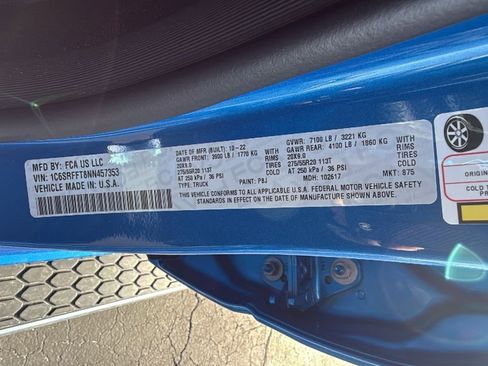 MFD BY: FCA US LLC
VIN: 8C6SRFFT8NN457353
VEHICLE MADE IN U.S.A.
DATE OF MFR (BUILT) 10-22
GAWR FRONT: 3900 LB / 1770 KG
RIMS
20X9.0
TIRES
275/55R20 113T
AT 250 kPa / 36 PSI
TYPE: TRUCK PAINT: PBJ
GVWR: 7100 LB / 3221 KG
GAWR REAR: 4100 LB / 1860 KG
RIMS
20X9.0
TIRES
275/55R20 113T
AT 250 kPa / 36 PSI
MDH: 102617 MKT: 875
THIS VEHICLE CONFORMS TO ALL APPLICABLE U.S. FEDERAL MOTOR VEHICLE SAFETY
STANDARDS IN EFFECT ON THE DATE OF MANUFACTURE SHOWN ABOVE.
TI
ORIGIN
COLD T
PR